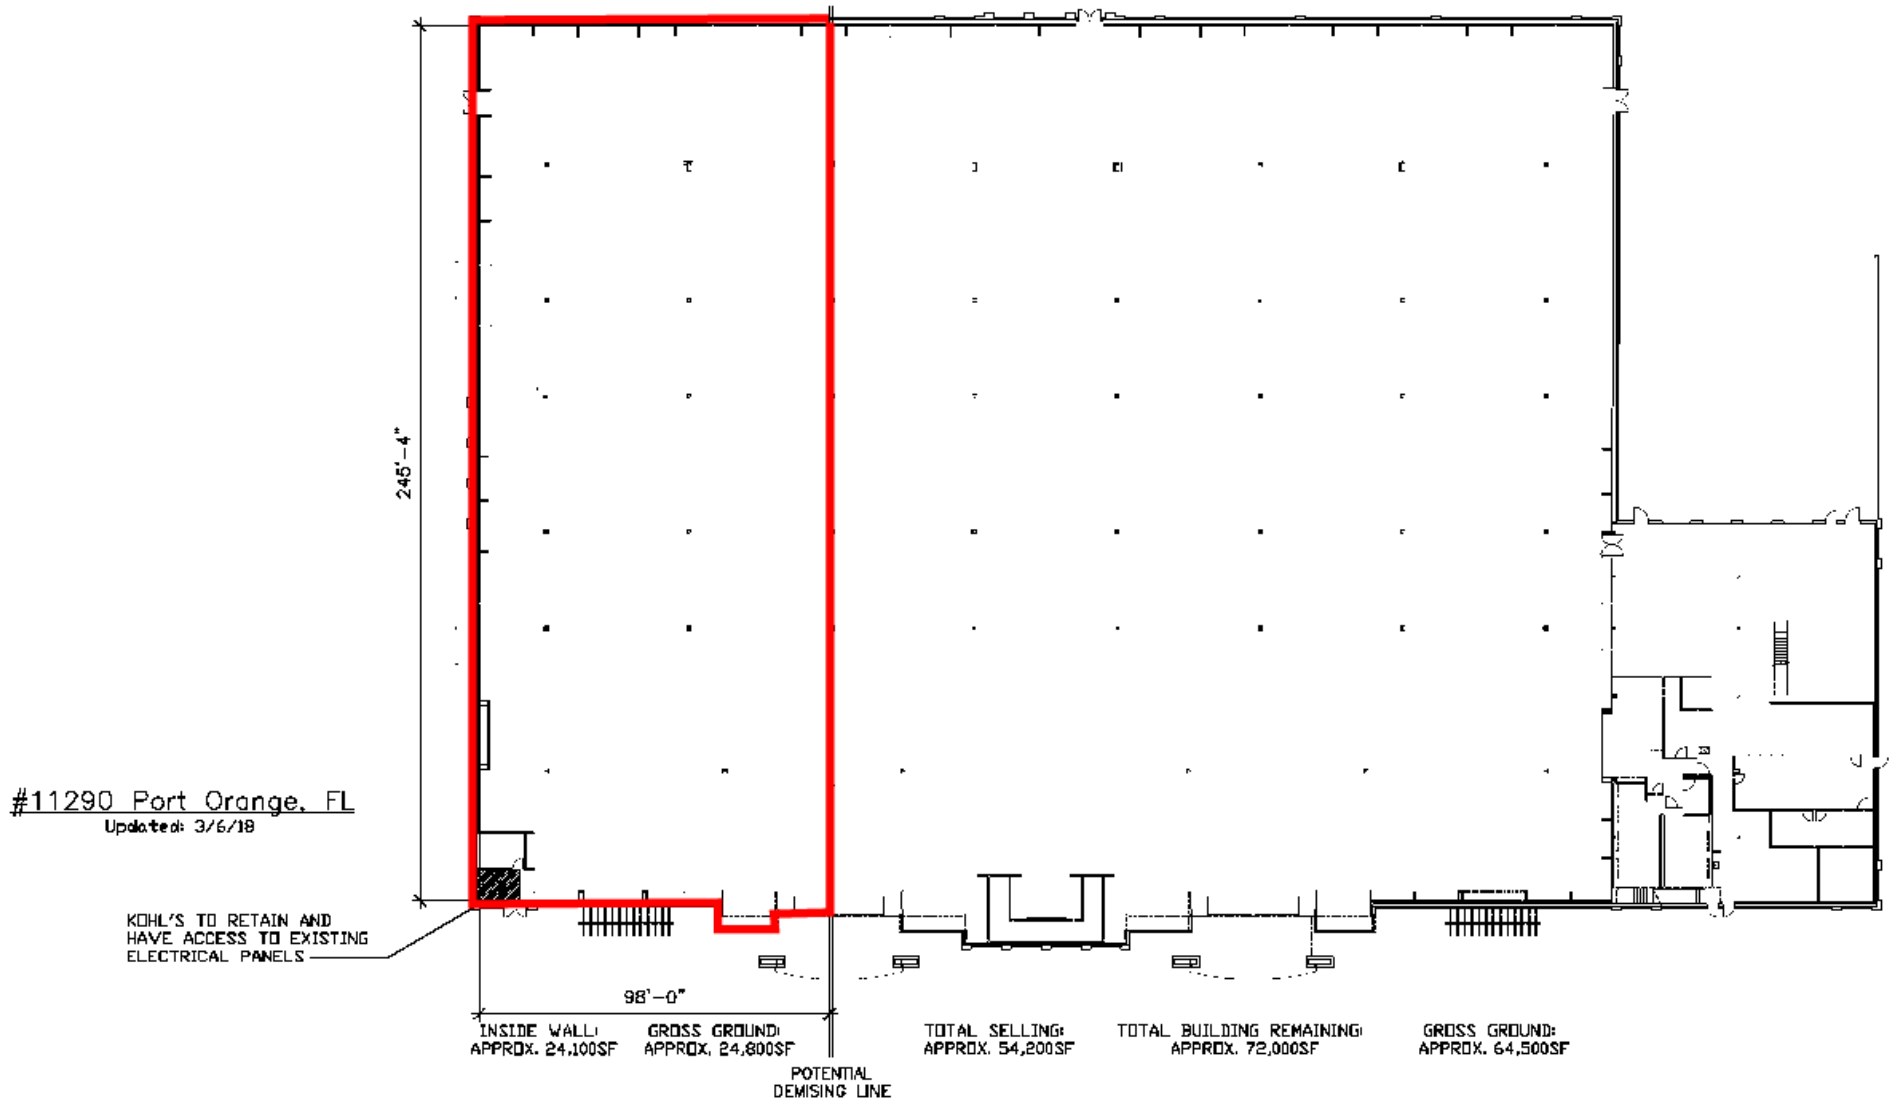 245'-4"
#11290 Port Orange, FL
Updated: 3/6/18
KOHL'S TO RETAIN AND
HAVE ACCESS TO EXISTING
ELECTRICAL PANELS
98'-0"
INSIDE WALL:
APPROX. 24,100SF
GROSS GROUND:
APPROX. 24,800SF
TOTAL SELLING:
APPROX. 54,200SF
TOTAL BUILDING REMAINING:
APPROX. 72,000SF
GROSS GROUND:
APPROX. 64,500SF
POTENTIAL
DEMISING LINE